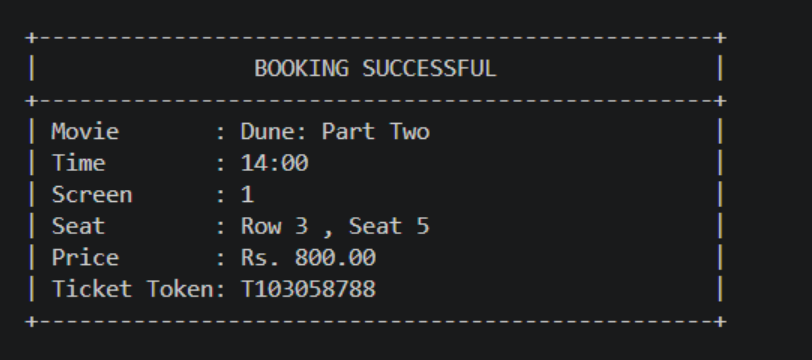 +--------------------------------------------------+
|                BOOKING SUCCESSFUL                |
+--------------------------------------------------+
| Movie       : Dune: Part Two                     |
| Time        : 14:00                              |
| Screen      : 1                                  |
| Seat        : Row 3 , Seat 5                     |
| Price       : Rs. 800.00                         |
| Ticket Token: T103058788                         |
+--------------------------------------------------+